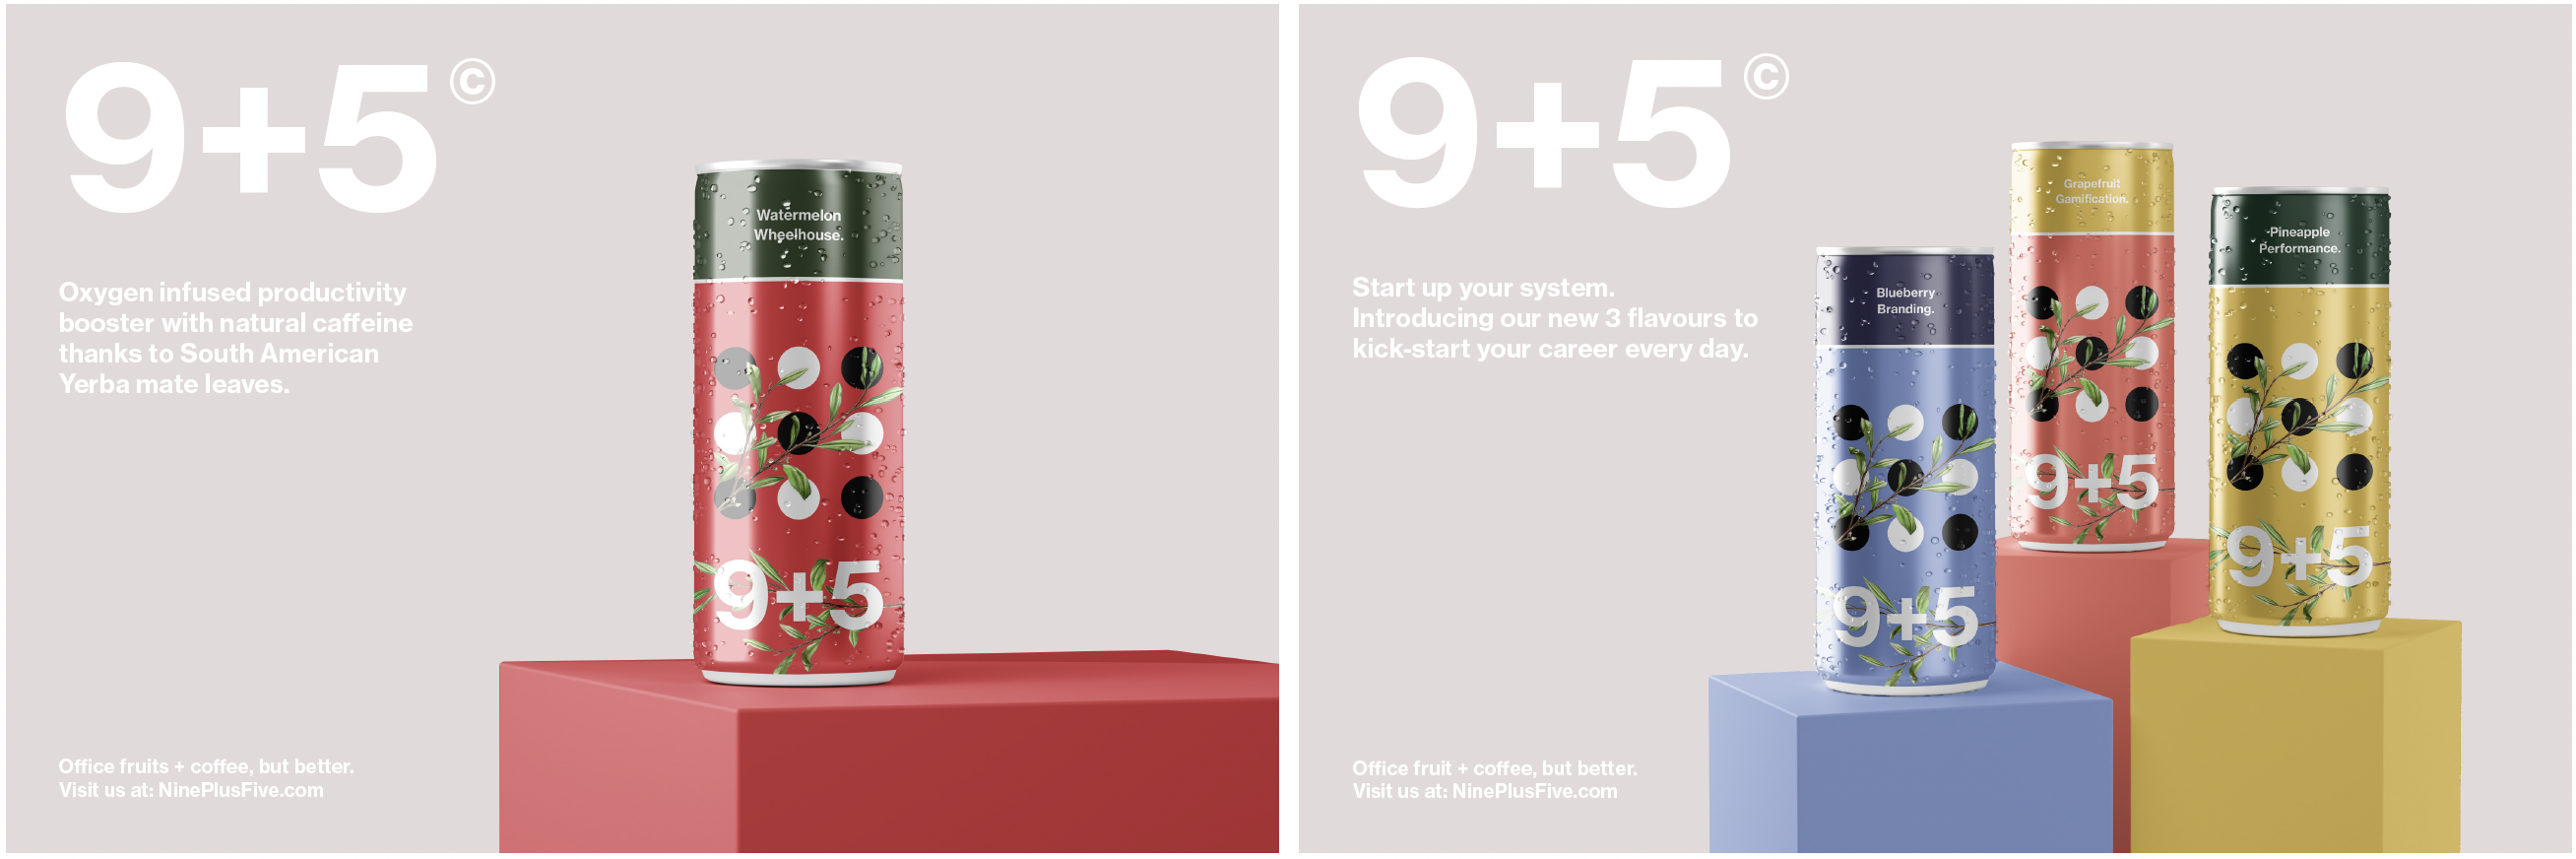 9+5©
Oxygen infused productivity
booster with natural caffeine
thanks to South American
Yerba mate leaves.
Office fruits + coffee, but better.
Visit us at: NinePlusFive.com
Watermelon
Wheelhouse.
9+5
9+5©
Start up your system.
Introducing our new 3 flavours to
kick-start your career every day.
Office fruit + coffee, but better.
Visit us at: NinePlusFive.com
Blueberry
Branding.
9+5
Grapefruit
Gamification.
9+5
Pineapple
Performance.
9+5